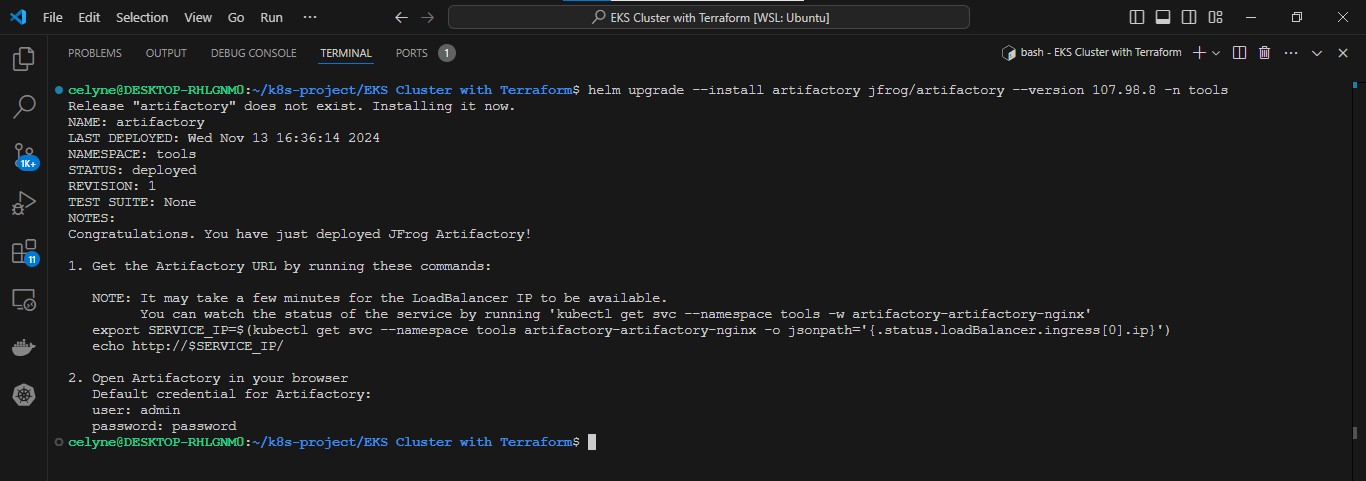 File Edit Selection View Go Run ··· EKS Cluster with Terraform [WSL: Ubuntu]
PROBLEMS OUTPUT DEBUG CONSOLE TERMINAL PORTS 1 bash - EKS Cluster with Terraform
celyne@DESKTOP-RHLGNM0:~/k8s-project/EKS Cluster with Terraform$ helm upgrade --install artifactory jfrog/artifactory --version 107.98.8 -n tools
Release "artifactory" does not exist. Installing it now.
NAME: artifactory
LAST DEPLOYED: Wed Nov 13 16:36:14 2024
NAMESPACE: tools
STATUS: deployed
REVISION: 1
TEST SUITE: None
NOTES:
Congratulations. You have just deployed JFrog Artifactory!
1. Get the Artifactory URL by running these commands:
NOTE: It may take a few minutes for the LoadBalancer IP to be available.
You can watch the status of the service by running 'kubectl get svc --namespace tools -w artifactory-artifactory-nginx'
export SERVICE_IP=$(kubectl get svc --namespace tools artifactory-artifactory-nginx -o jsonpath='{.status.loadBalancer.ingress[0].ip}')
echo http://$SERVICE_IP/
2. Open Artifactory in your browser
Default credential for Artifactory:
user: admin
password: password
celyne@DESKTOP-RHLGNM0:~/k8s-project/EKS Cluster with Terraform$
1K+
11